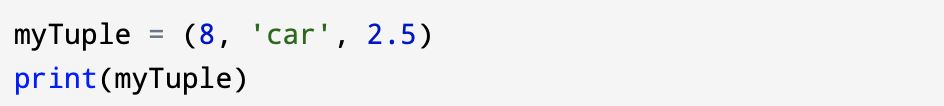 myTuple = (8, 'car', 2.5)
print(myTuple)